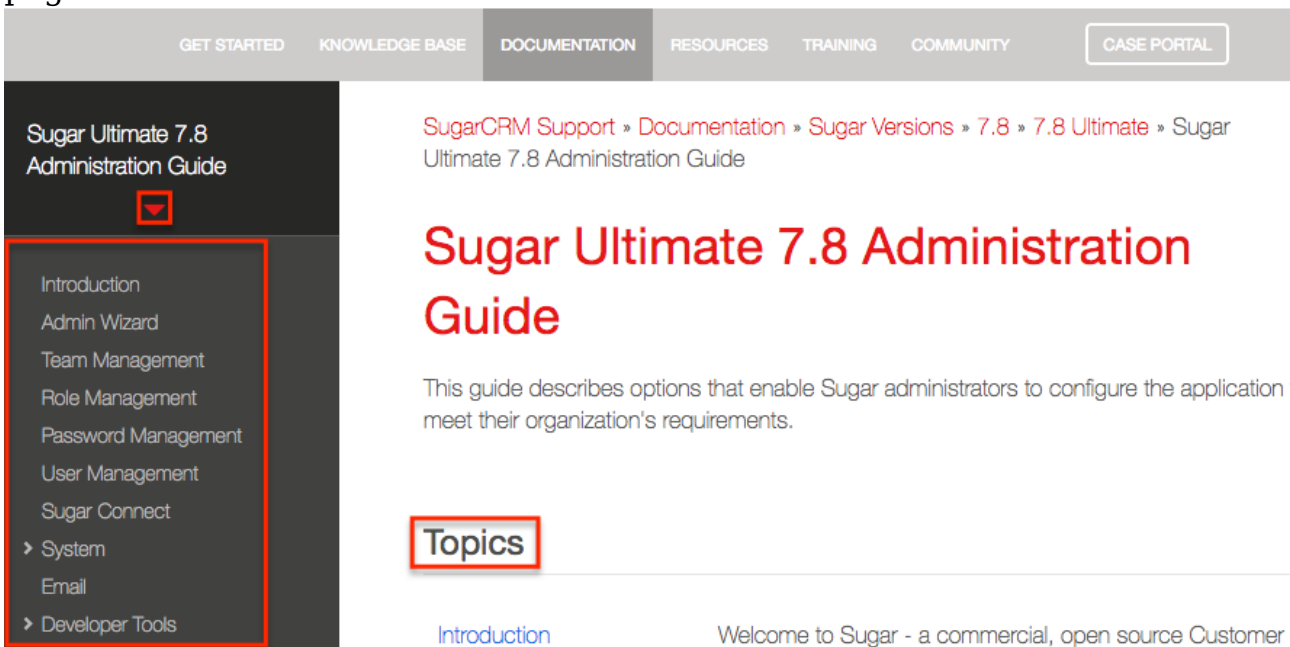 GET STARTED KNOWLEDGE BASE DOCUMENTATION RESOURCES TRAINING COMMUNITY CASE PORTAL
Sugar Ultimate 7.8
Administration Guide
Introduction
Admin Wizard
Team Management
Role Management
Password Management
User Management
Sugar Connect
System
Email
Developer Tools
SugarCRM Support » Documentation » Sugar Versions » 7.8 » 7.8 Ultimate » Sugar
Ultimate 7.8 Administration Guide
Sugar Ultimate 7.8 Administration
Guide
This guide describes options that enable Sugar administrators to configure the application
meet their organization's requirements.
Topics
Introduction Welcome to Sugar - a commercial, open source Customer